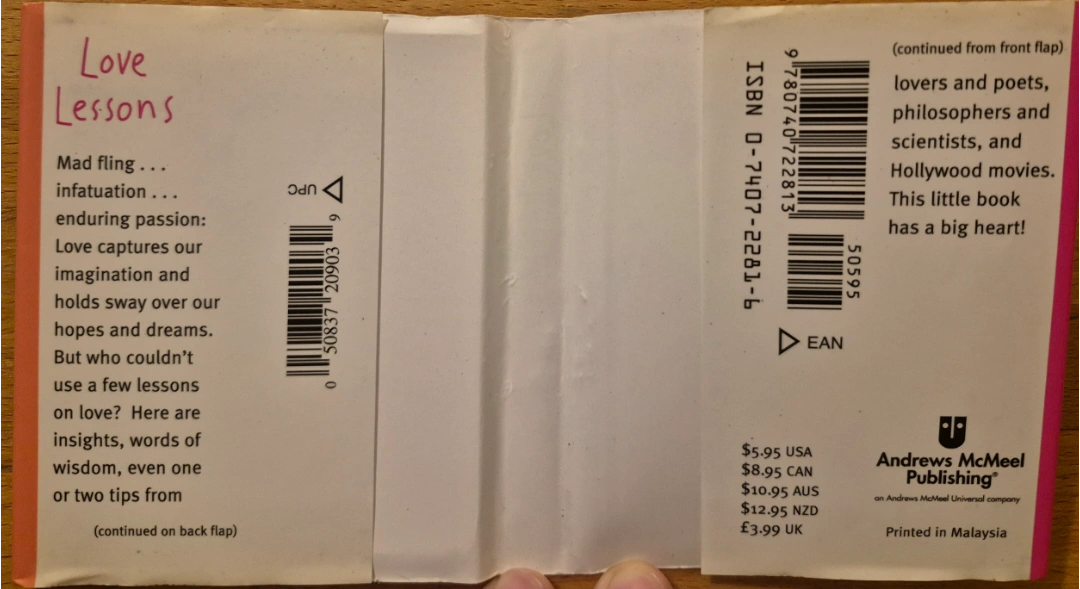 Love
Lessons
Mad fling . . .
infatuation . . .
enduring passion:
Love captures our
imagination and
holds sway over our
hopes and dreams.
But who couldn't
use a few lessons
on love? Here are
insights, words of
wisdom, even one
or two tips from
(continued on back flap)
UPC
0 50837 20903 9
ISBN 0-7407-2281-6
9 780740 722813
50595
EAN
(continued from front flap)
lovers and poets,
philosophers and
scientists, and
Hollywood movies.
This little book
has a big heart!
$5.95 USA
$8.95 CAN
$10.95 AUS
$12.95 NZD
£3.99 UK
Andrews McMeel
Publishing®
an Andrews McMeel Universal company
Printed in Malaysia